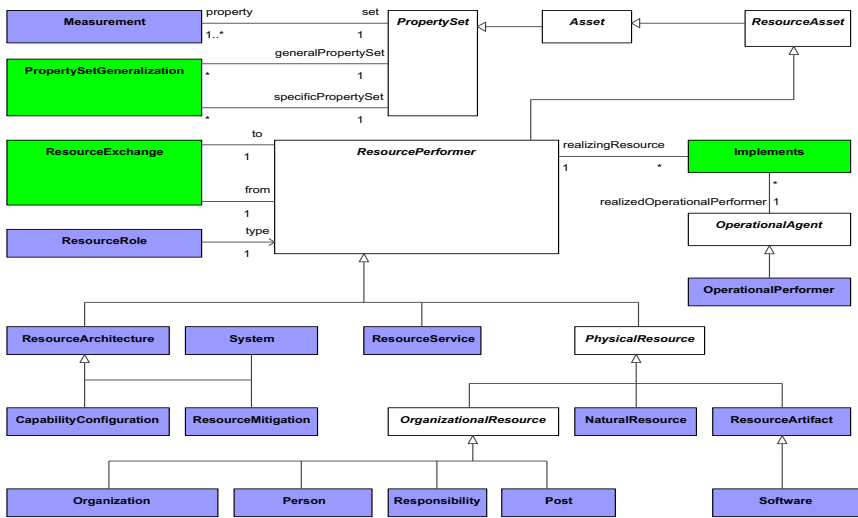 Measurement
property
set
1..*
1
PropertySet
Asset
ResourceAsset
PropertySetGeneralization
generalPropertySet
*
1
specificPropertySet
*
1
ResourceExchange
to
1
from
1
ResourcePerformer
realizingResource
1
*
Implements
*
realizedOperationalPerformer
1
OperationalAgent
ResourceRole
type
1
OperationalPerformer
ResourceArchitecture
System
ResourceService
PhysicalResource
CapabilityConfiguration
ResourceMitigation
OrganizationalResource
NaturalResource
ResourceArtifact
Organization
Person
Responsibility
Post
Software